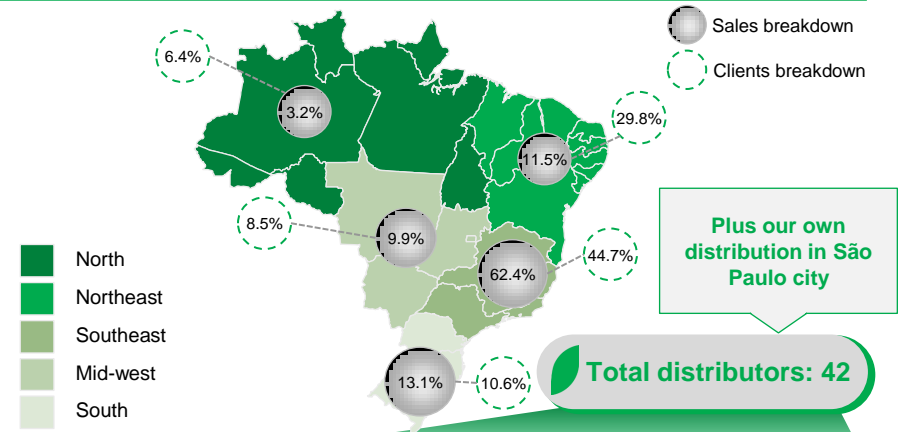 Sales breakdown
Clients breakdown
6.4%
3.2%
29.8%
11.5%
8.5%
9.9%
44.7%
62.4%
13.1%
10.6%
North
Northeast
Southeast
Mid-west
South
Plus our own
distribution in São
Paulo city
Total distributors: 42